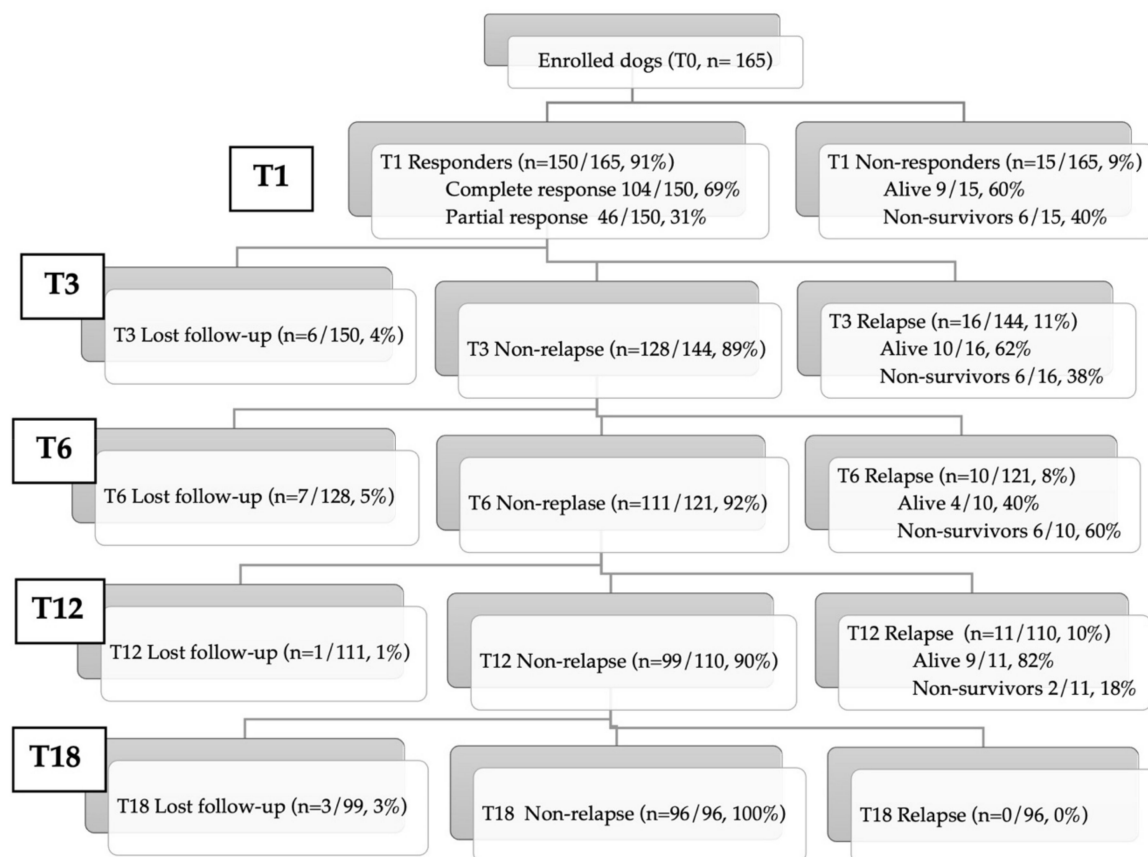 Enrolled dogs (T0, n= 165)
T1
T1 Responders (n=150/165, 91%)
Complete response 104/150, 69%
Partial response 46/150, 31%
T1 Non-responders (n=15/165, 9%)
Alive 9/15, 60%
Non-survivors 6/15, 40%
T3
T3 Lost follow-up (n=6/150, 4%)
T3 Non-relapse (n=128/144, 89%)
T3 Relapse (n=16/144, 11%)
Alive 10/16, 62%
Non-survivors 6/16, 38%
T6
T6 Lost follow-up (n=7/128, 5%)
T6 Non-replase (n=111/121, 92%)
T6 Relapse (n=10/121, 8%)
Alive 4/10, 40%
Non-survivors 6/10, 60%
T12
T12 Lost follow-up (n=1/111, 1%)
T12 Non-relapse (n=99/110, 90%)
T12 Relapse (n=11/110, 10%)
Alive 9/11, 82%
Non-survivors 2/11, 18%
T18
T18 Lost follow-up (n=3/99, 3%)
T18 Non-relapse (n=96/96, 100%)
T18 Relapse (n=0/96, 0%)